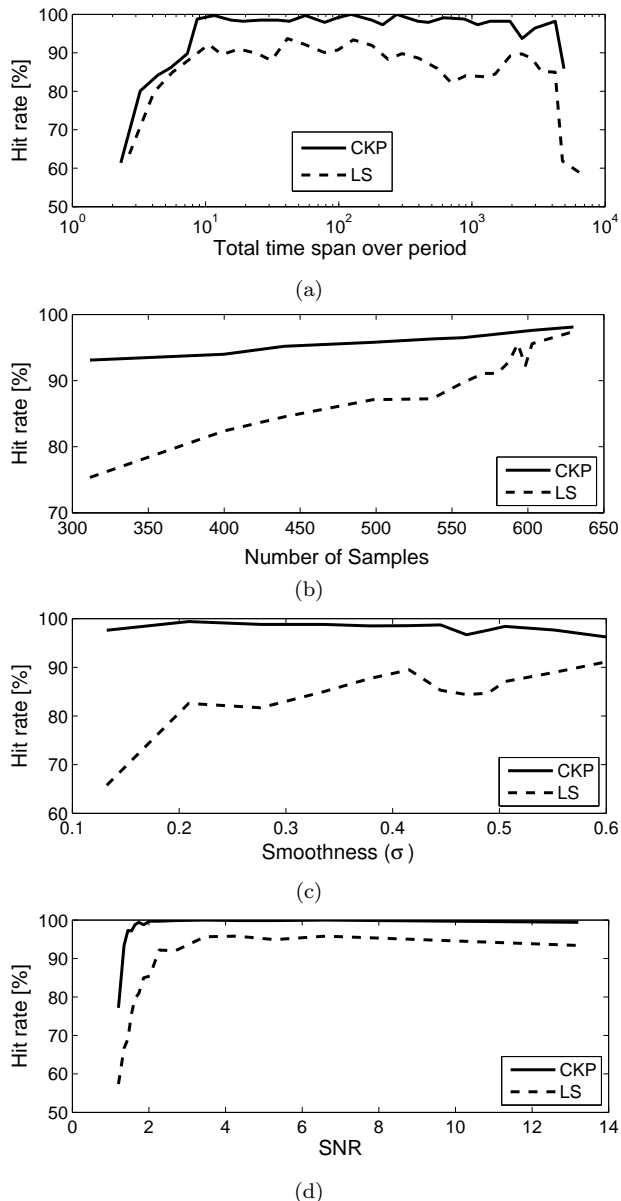 100
90
80
70
60
50
Hit rate [%]
CKP
LS
10^0 10^1 10^2 10^3 10^4
Total time span over period
(a)
100
90
80
70
Hit rate [%]
CKP
LS
300 350 400 450 500 550 600 650
Number of Samples
(b)
100
90
80
70
60
Hit rate [%]
CKP
LS
0.1 0.2 0.3 0.4 0.5 0.6
Smoothness (σ )
(c)
100
90
80
70
60
50
Hit rate [%]
CKP
LS
0 2 4 6 8 10 12 14
SNR
(d)